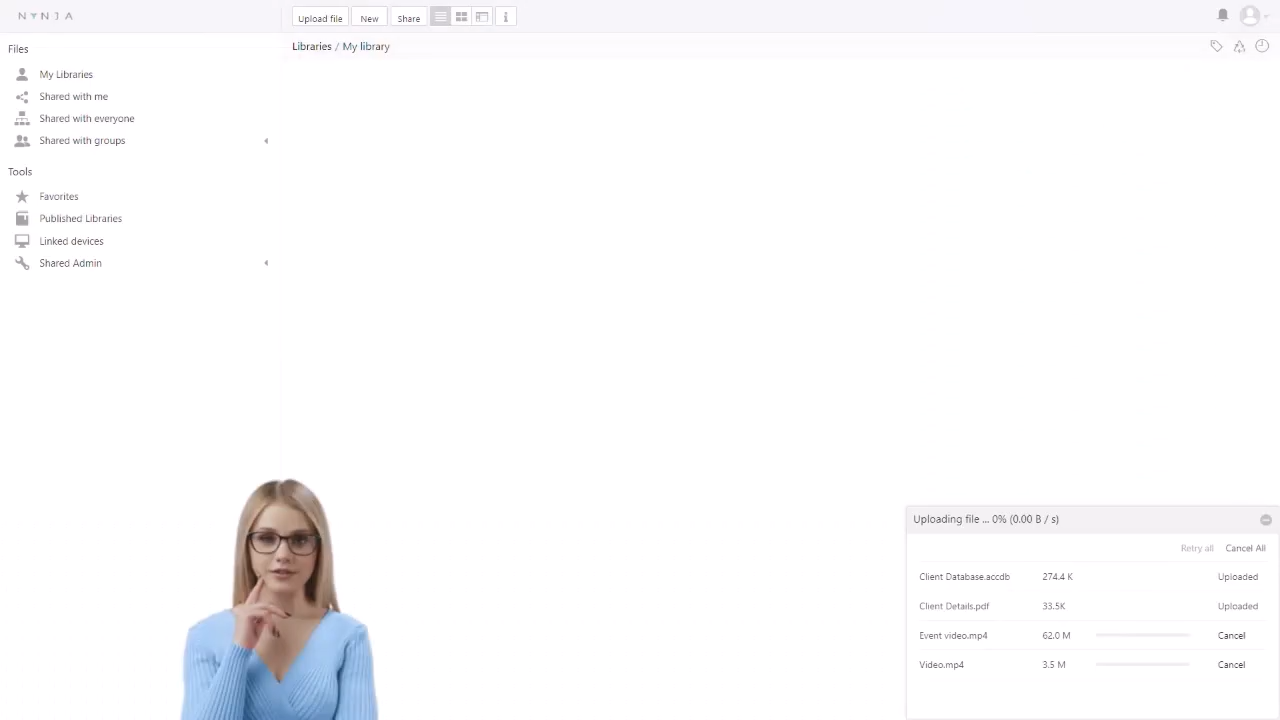 NYNJA
Upload file New Share
Files
Libraries / My library
My Libraries
Shared with me
Shared with everyone
Shared with groups
Tools
Favorites
Published Libraries
Linked devices
Shared Admin
Uploading file ... 0% (0.00 B / s)
Retry all Cancel All
Client Database.accdb 274.4 K Uploaded
Client Details.pdf 33.5K Uploaded
Event video.mp4 62.0 M Cancel
Video.mp4 3.5 M Cancel